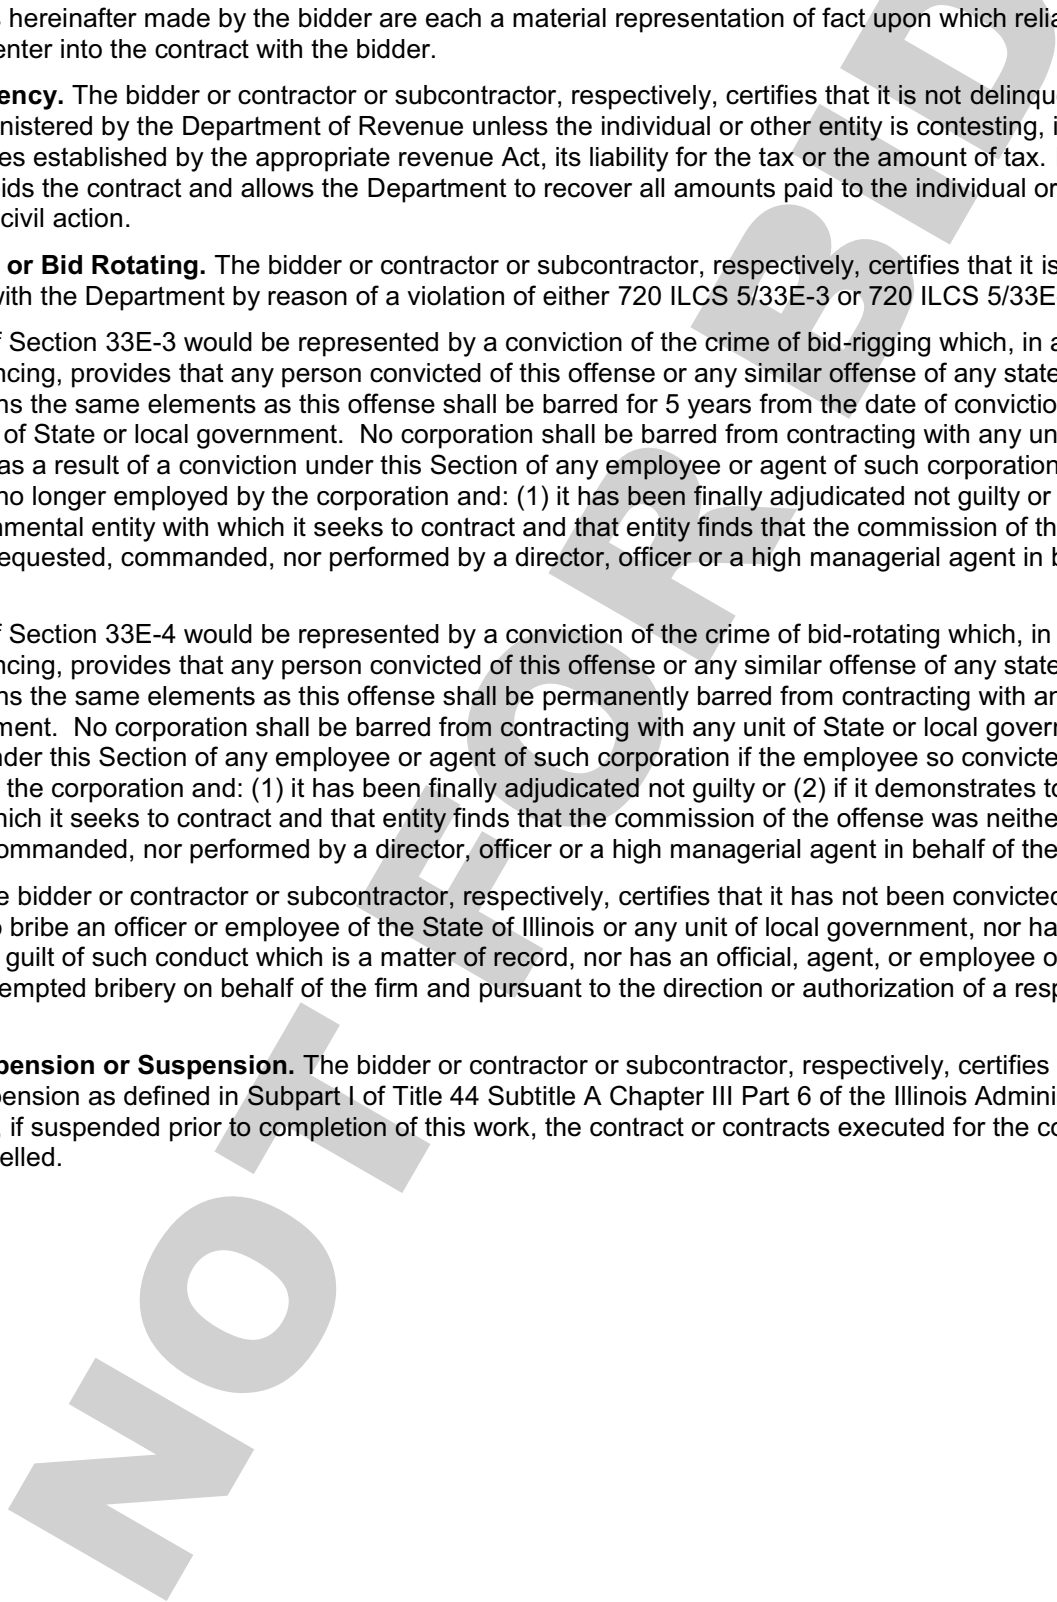 s hereinafter made by the bidder are each a material representation of fact upon which relia
enter into the contract with the bidder.
ency. The bidder or contractor or subcontractor, respectively, certifies that it is not delinque
nistered by the Department of Revenue unless the individual or other entity is contesting, i
es established by the appropriate revenue Act, its liability for the tax or the amount of tax.
ids the contract and allows the Department to recover all amounts paid to the individual or
civil action.
or Bid Rotating. The bidder or contractor or subcontractor, respectively, certifies that it is
with the Department by reason of a violation of either 720 ILCS 5/33E-3 or 720 ILCS 5/33E
f Section 33E-3 would be represented by a conviction of the crime of bid-rigging which, in a
ncing, provides that any person convicted of this offense or any similar offense of any state
ns the same elements as this offense shall be barred for 5 years from the date of convictio
of State or local government. No corporation shall be barred from contracting with any un
as a result of a conviction under this Section of any employee or agent of such corporation
no longer employed by the corporation and: (1) it has been finally adjudicated not guilty or
nmental entity with which it seeks to contract and that entity finds that the commission of th
equested, commanded, nor performed by a director, officer or a high managerial agent in b
f Section 33E-4 would be represented by a conviction of the crime of bid-rotating which, in
ncing, provides that any person convicted of this offense or any similar offense of any state
ns the same elements as this offense shall be permanently barred from contracting with an
ment. No corporation shall be barred from contracting with any unit of State or local govern
nder this Section of any employee or agent of such corporation if the employee so convicte
the corporation and: (1) it has been finally adjudicated not guilty or (2) if it demonstrates to
hich it seeks to contract and that entity finds that the commission of the offense was neithe
ommanded, nor performed by a director, officer or a high managerial agent in behalf of the
e bidder or contractor or subcontractor, respectively, certifies that it has not been convicted
o bribe an officer or employee of the State of Illinois or any unit of local government, nor ha
guilt of such conduct which is a matter of record, nor has an official, agent, or employee o
empted bribery on behalf of the firm and pursuant to the direction or authorization of a resp
pension or Suspension. The bidder or contractor or subcontractor, respectively, certifies
pension as defined in Subpart I of Title 44 Subtitle A Chapter III Part 6 of the Illinois Admini
, if suspended prior to completion of this work, the contract or contracts executed for the co
elled.
NOT FOR BID